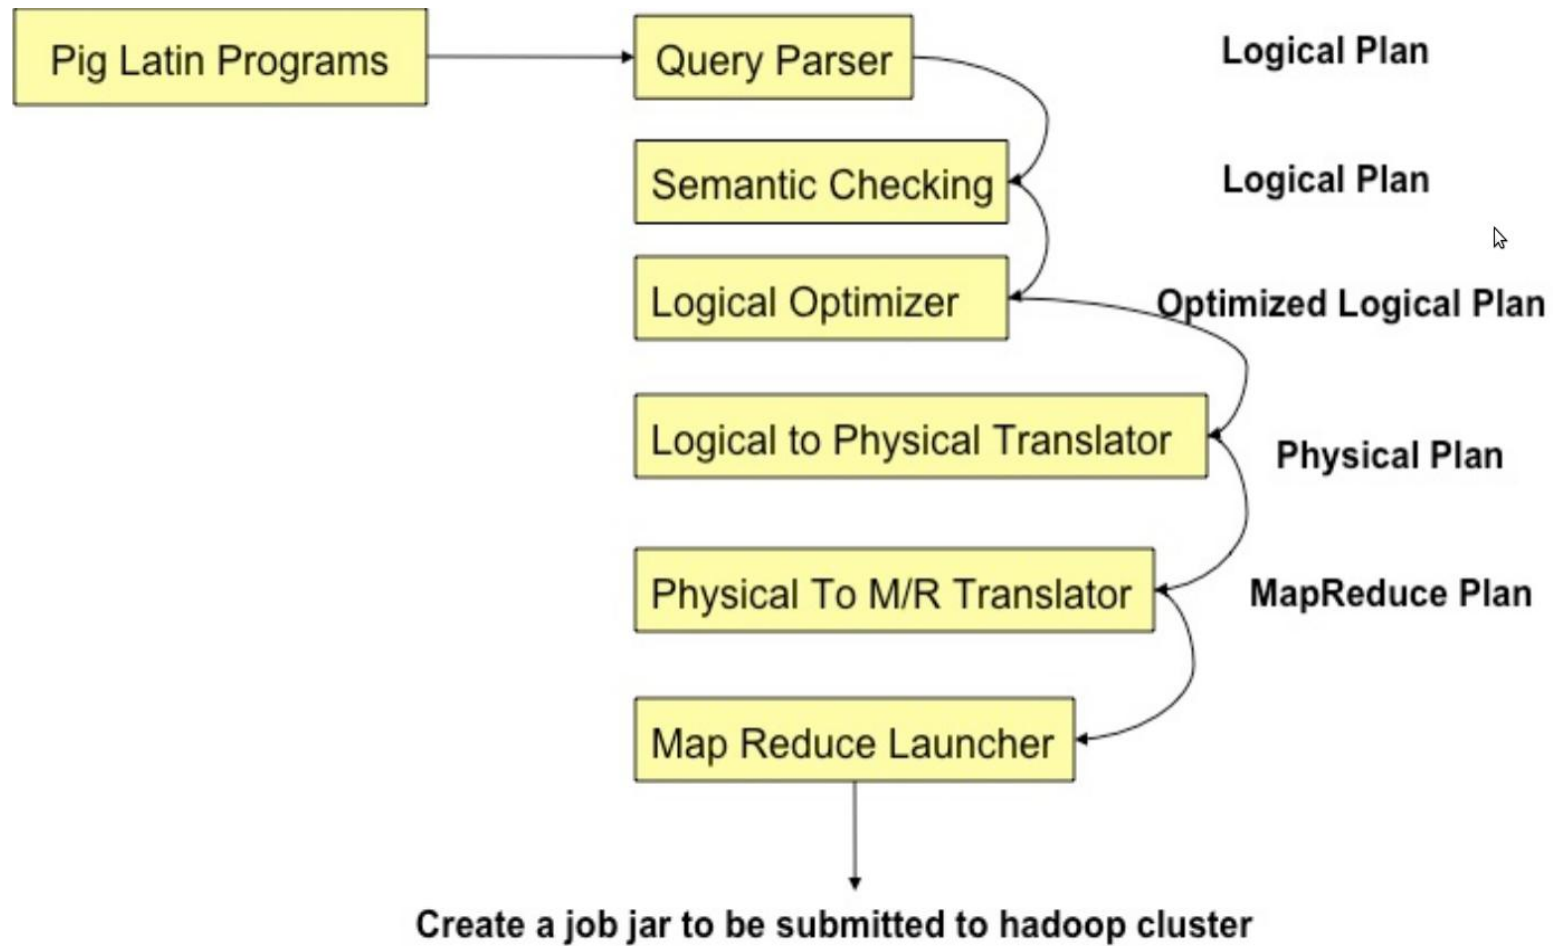 Pig Latin Programs
Query Parser
Logical Plan
Semantic Checking
Logical Plan
Logical Optimizer
Optimized Logical Plan
Logical to Physical Translator
Physical Plan
Physical To M/R Translator
MapReduce Plan
Map Reduce Launcher
Create a job jar to be submitted to hadoop cluster